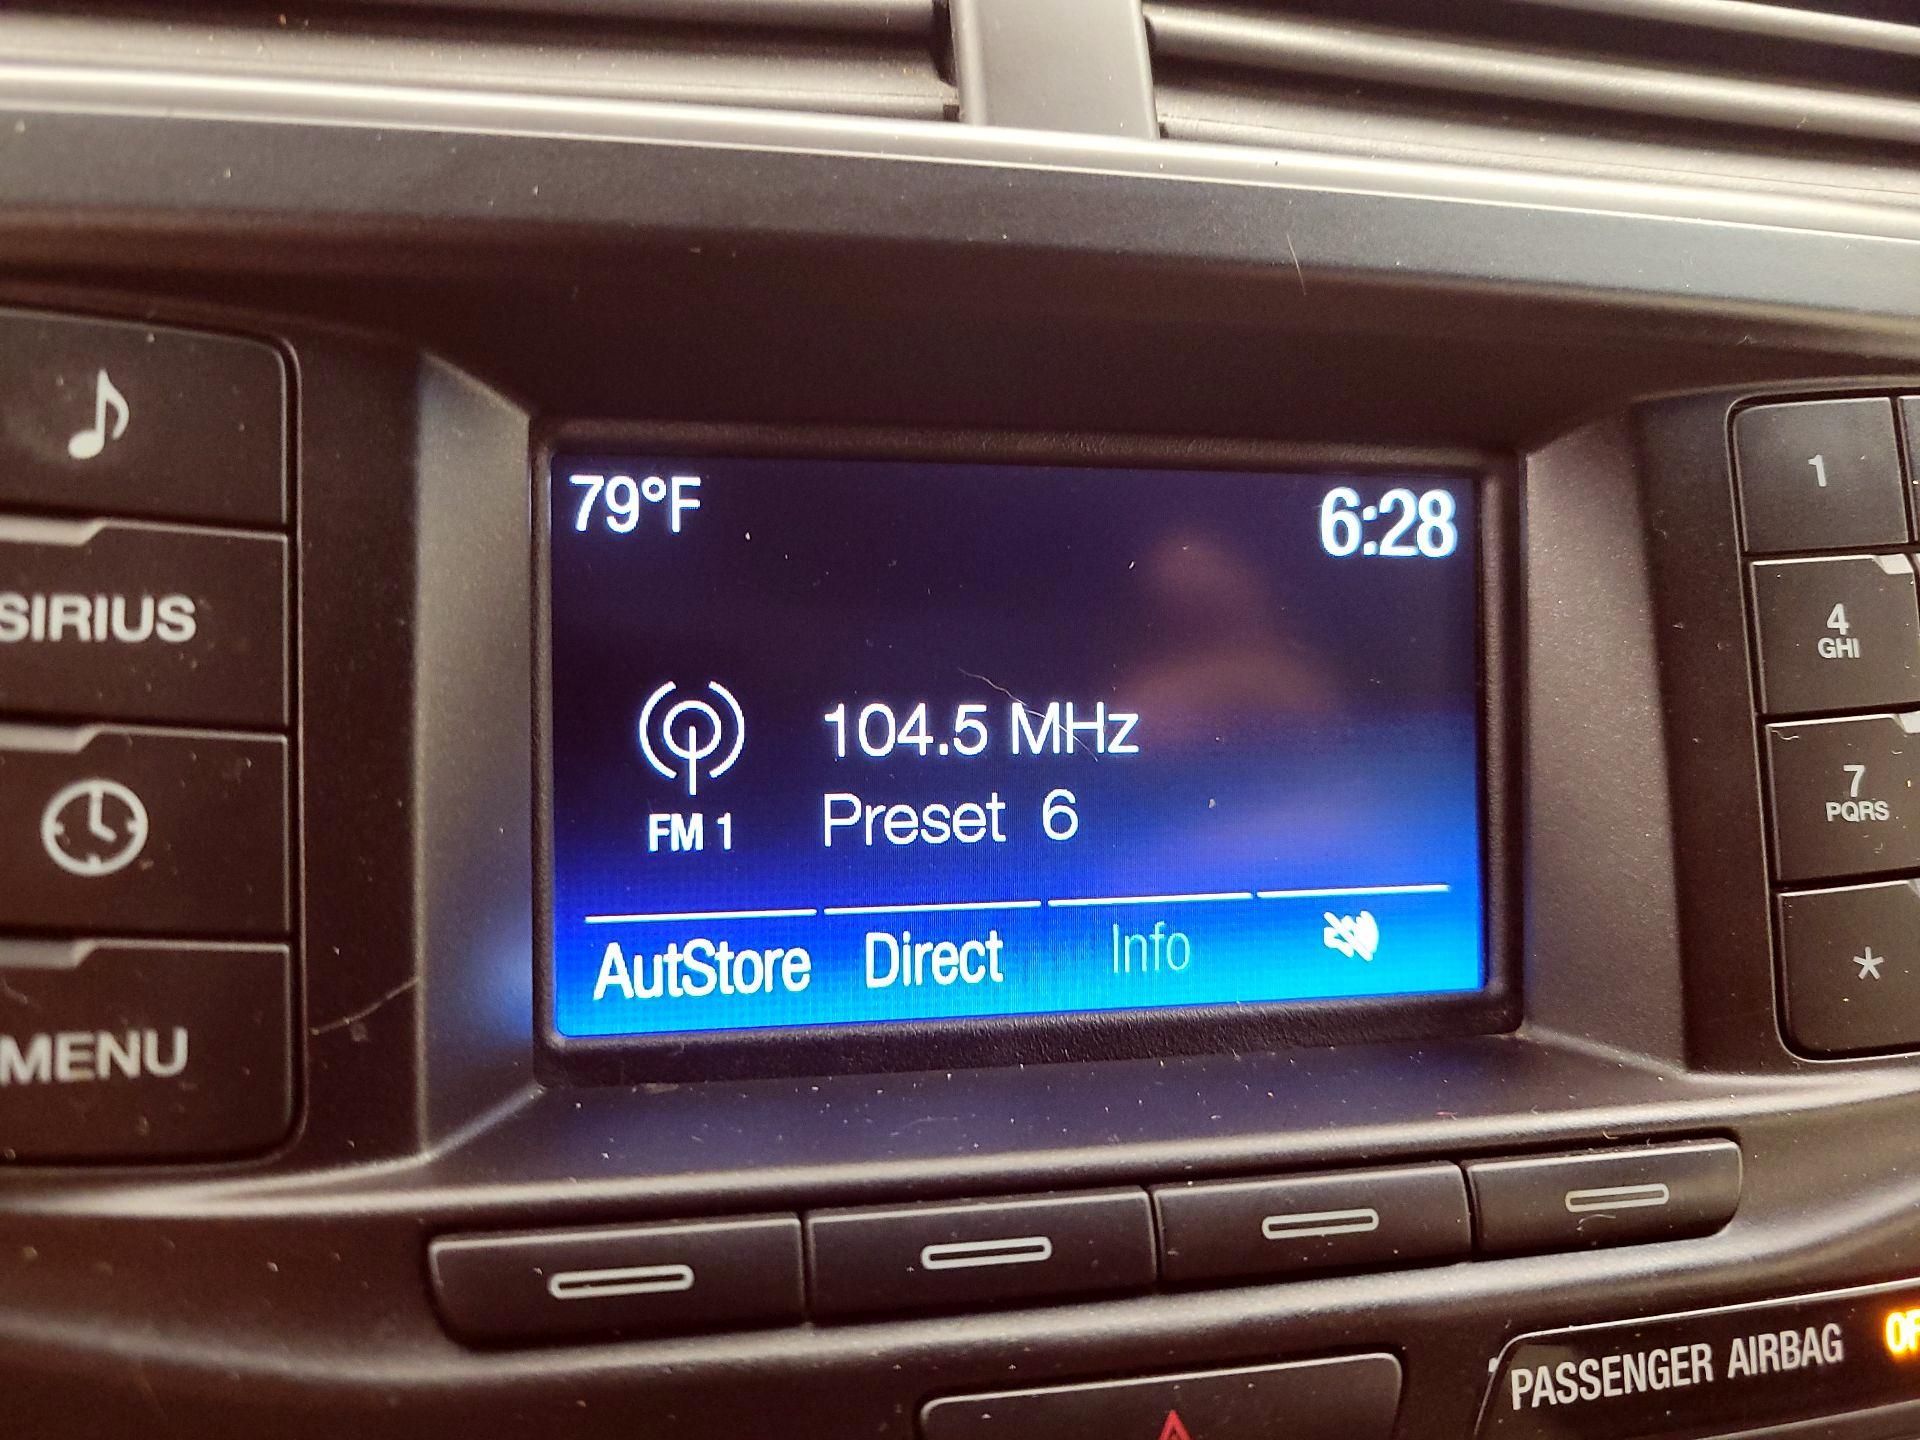 79°F
6:28
104.5 MHz
Preset 6
FM 1
AutStore
Direct
Info
SIRIUS
MENU
1
4
GHI
7
PQRS
*
PASSENGER AIRBAG